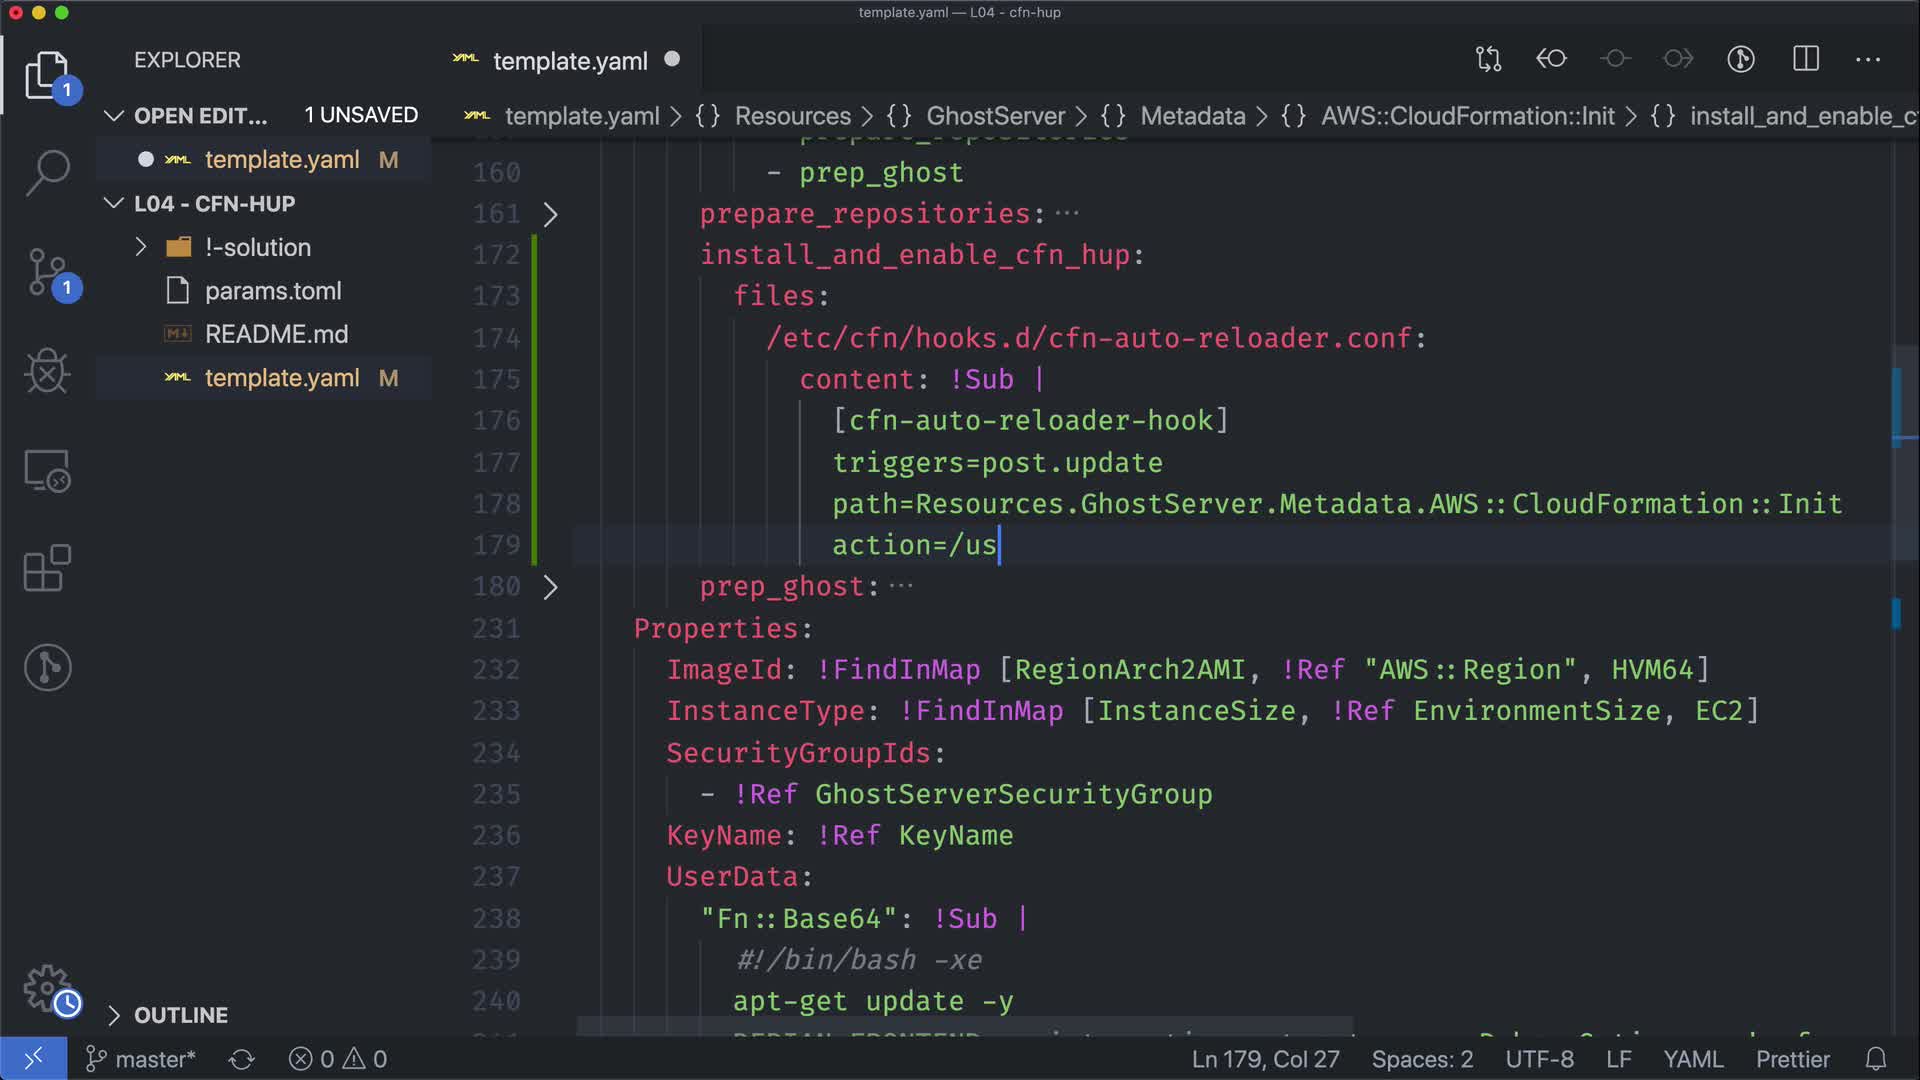 template.yaml — L04 - cfn-hup
EXPLORER
template.yaml
1
OPEN EDIT... 1 UNSAVED
template.yaml > {} Resources > {} GhostServer > {} Metadata > {} AWS::CloudFormation::Init > {} install_and_enable_c
template.yaml M
L04 - CFN-HUP
!-solution
params.toml
README.md
template.yaml M
1
prepare_repositories
160 - prep_ghost
161 prepare_repositories: ...
172 install_and_enable_cfn_hup:
173 files:
174 /etc/cfn/hooks.d/cfn-auto-reloader.conf:
175 content: !Sub |
176 [cfn-auto-reloader-hook]
177 triggers=post.update
178 path=Resources.GhostServer.Metadata.AWS::CloudFormation::Init
179 action=/us
180 prep_ghost: ...
231 Properties:
232 ImageId: !FindInMap [RegionArch2AMI, !Ref "AWS::Region", HVM64]
233 InstanceType: !FindInMap [InstanceSize, !Ref EnvironmentSize, EC2]
234 SecurityGroupIds:
235 - !Ref GhostServerSecurityGroup
236 KeyName: !Ref KeyName
237 UserData:
238 "Fn::Base64": !Sub |
239 #!/bin/bash -xe
240 apt-get update -y
OUTLINE
master* 0 0 Ln 179, Col 27 Spaces: 2 UTF-8 LF YAML Prettier